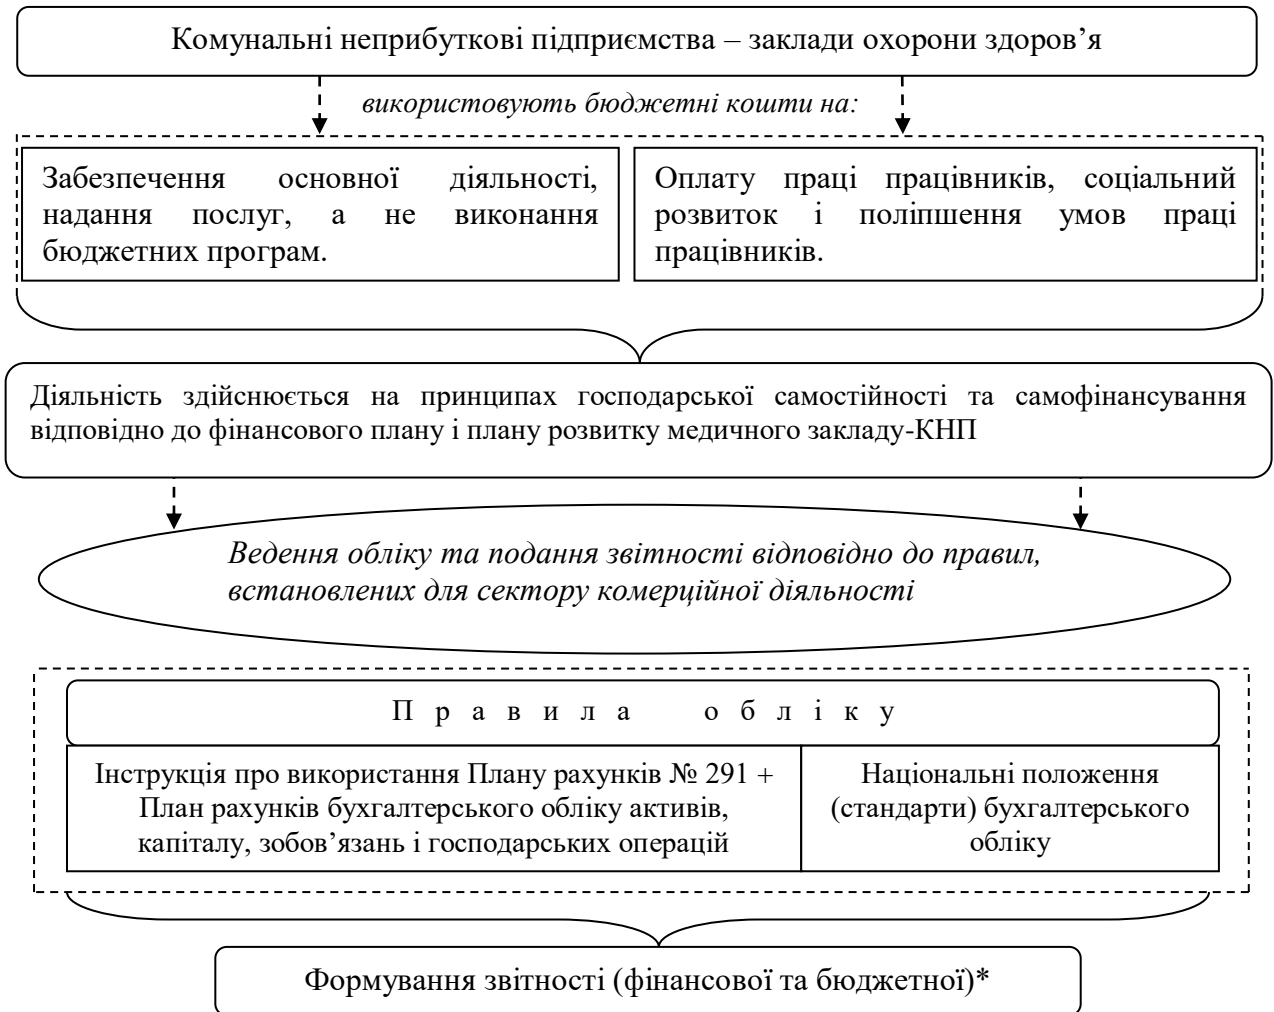 Комунальні неприбуткові підприємства – заклади охорони здоров’я
використовують бюджетні кошти на:
Забезпечення основної діяльності,
надання послуг, а не виконання
бюджетних програм.
Оплату праці працівників, соціальний
розвиток і поліпшення умов праці
працівників.
Діяльність здійснюється на принципах господарської самостійності та самофінансування
відповідно до фінансового плану і плану розвитку медичного закладу-КНП
Ведення обліку та подання звітності відповідно до правил,
встановлених для сектору комерційної діяльності
П р а в и л а о б л і к у
Інструкція про використання Плану рахунків № 291 +
План рахунків бухгалтерського обліку активів,
капіталу, зобов’язань і господарських операцій
Національні положення
(стандарти) бухгалтерського
обліку
Формування звітності (фінансової та бюджетної)*